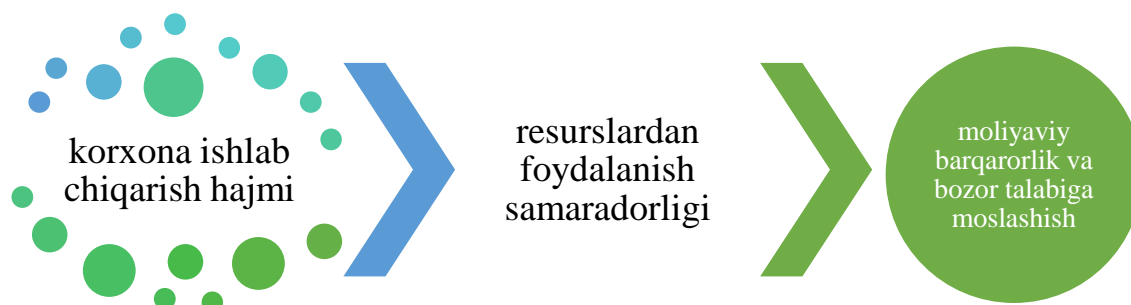 korxona ishlab
chiqarish hajmi
resurslardan
foydalanish
samaradorligi
moliyaviy
barqarorlik va
bozor talabiga
moslashish